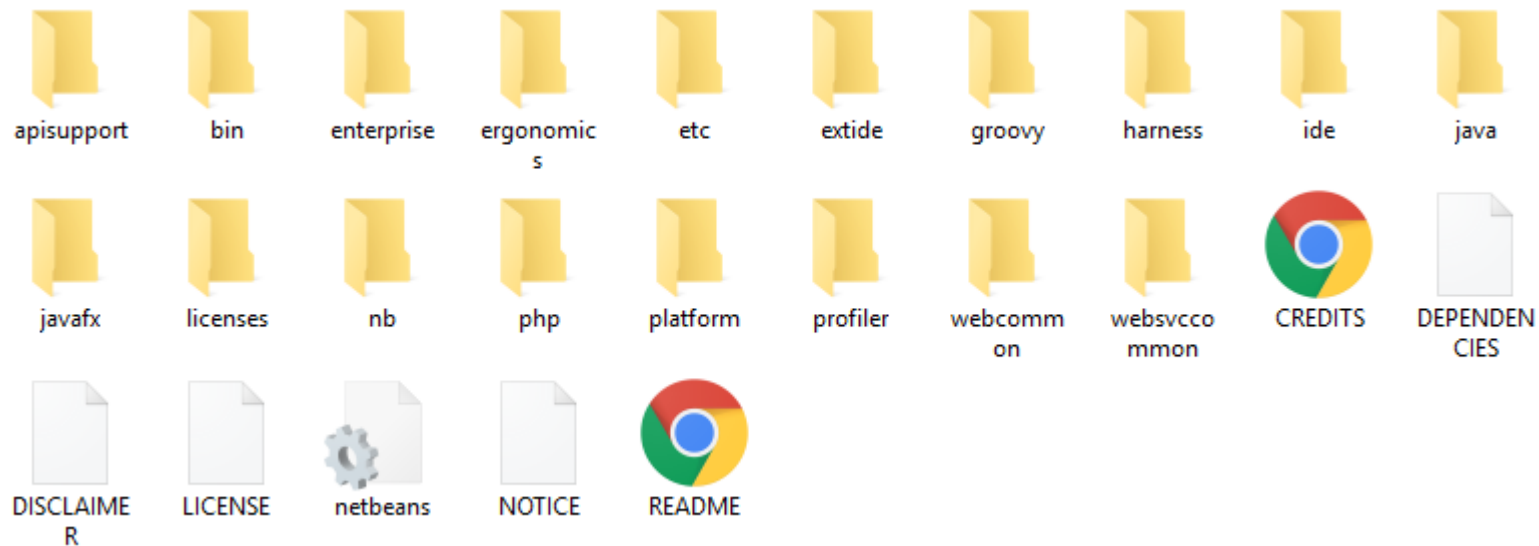 apisupport bin enterprise ergonomic etc extide groovy harness ide java
s
javafx licenses nb php platform profiler webcomm websvcco CREDITS DEPENDEN
on mmon CIES
DISCLAIME LICENSE netbeans NOTICE README
R